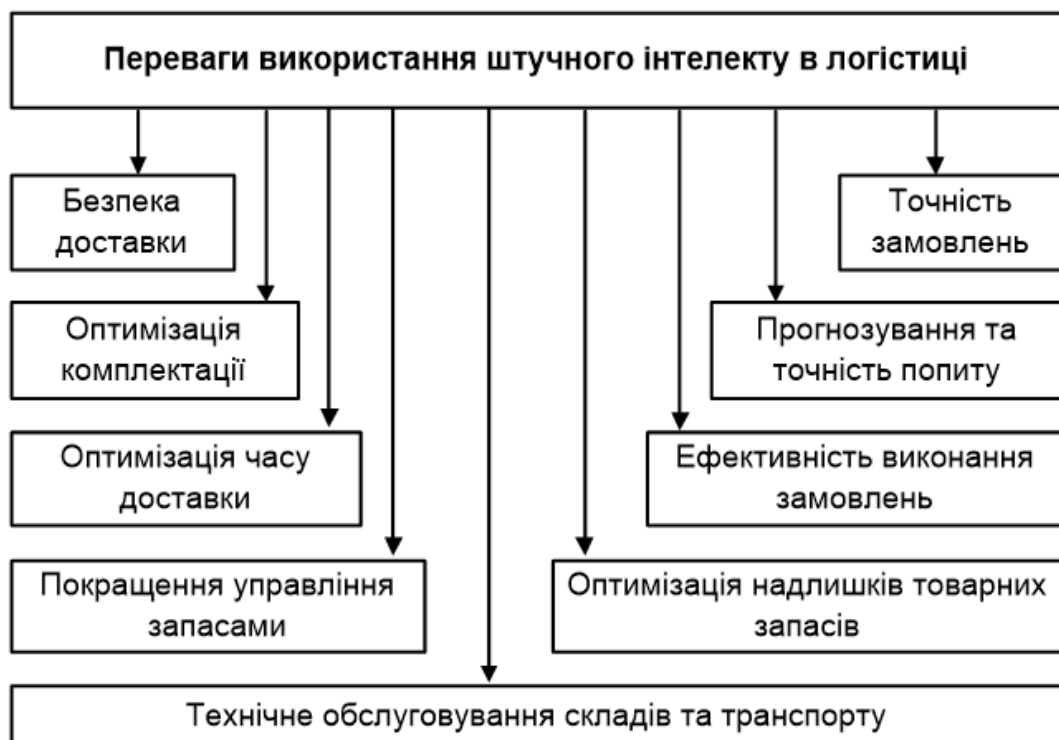 Переваги використання штучного інтелекту в логістиці
Безпека
доставки
Точність
замовлень
Оптимізація
комплектації
Прогнозування та
точність попиту
Оптимізація часу
доставки
Ефективність виконання
замовлень
Покращення управління
запасами
Оптимізація надлишків товарних
запасів
Технічне обслуговування складів та транспорту